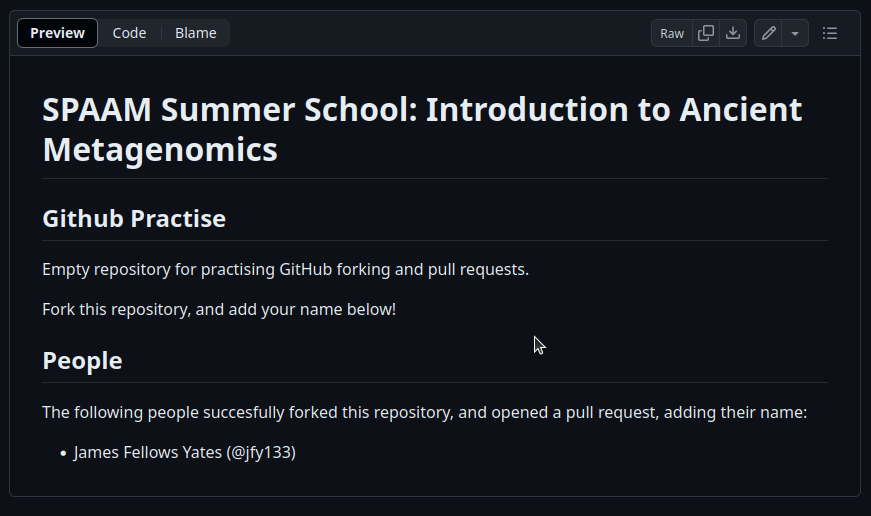 Preview Code Blame Raw
SPAAM Summer School: Introduction to Ancient
Metagenomics
Github Practise
Empty repository for practising GitHub forking and pull requests.
Fork this repository, and add your name below!
People
The following people succesfully forked this repository, and opened a pull request, adding their name:
• James Fellows Yates (@jfy133)